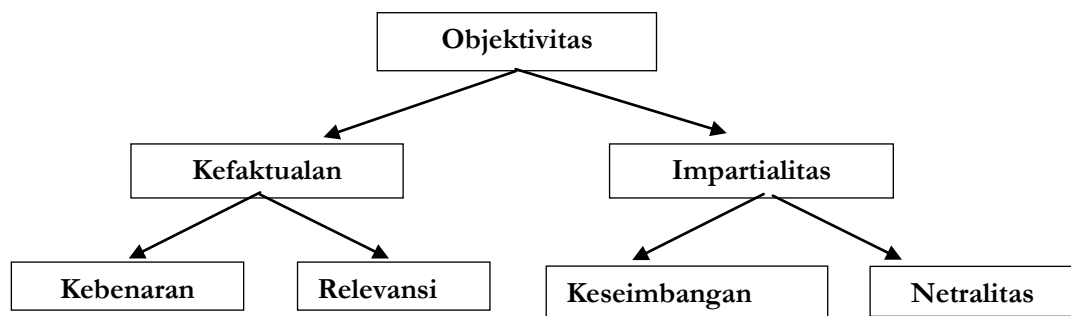 Objektivitas
Kefaktualan
Impartialitas
Kebenaran
Relevansi
Keseimbangan
Netralitas